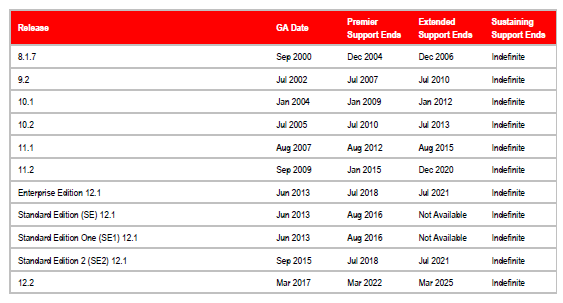 Release GA Date Premier Support Ends Extended Support Ends Sustaining Support Ends
8.1.7 Sep 2000 Dec 2004 Dec 2006 Indefinite
9.2 Jul 2002 Jul 2007 Jul 2010 Indefinite
10.1 Jan 2004 Jan 2009 Jan 2012 Indefinite
10.2 Jul 2005 Jul 2010 Jul 2013 Indefinite
11.1 Aug 2007 Aug 2012 Aug 2015 Indefinite
11.2 Sep 2009 Jan 2015 Dec 2020 Indefinite
Enterprise Edition 12.1 Jun 2013 Jul 2018 Jul 2021 Indefinite
Standard Edition (SE) 12.1 Jun 2013 Aug 2016 Not Available Indefinite
Standard Edition One (SE1) 12.1 Jun 2013 Aug 2016 Not Available Indefinite
Standard Edition 2 (SE2) 12.1 Sep 2015 Jul 2018 Jul 2021 Indefinite
12.2 Mar 2017 Mar 2022 Mar 2025 Indefinite